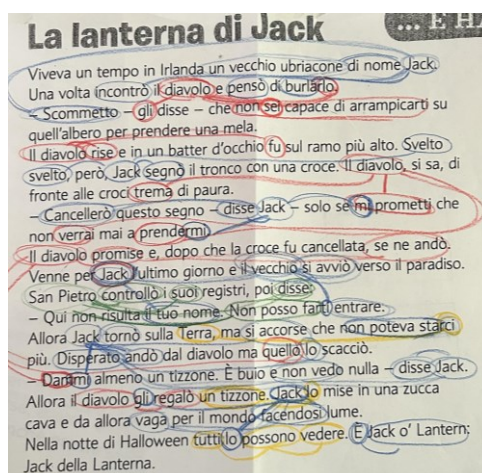 La lanterna di Jack
Viveva un tempo in Irlanda un vecchio ubriacone di nome Jack.
Una volta incontrò il diavolo e pensò di burlarlo.
– Scommetto – gli disse – che non sei capace di arrampicarti su
quell'albero per prendere una mela.
Il diavolo rise e in un batter d'occhio fu sul ramo più alto. Svelto
svelto, però, Jack segnò il tronco con una croce. Il diavolo, si sa, di
fronte alle croci trema di paura.
– Cancellerò questo segno – disse Jack – solo se mi prometti che
non verrai mai a prendermi.
Il diavolo promise e, dopo che la croce fu cancellata, se ne andò.
Venne per Jack l'ultimo giorno e il vecchio si avviò verso il paradiso.
San Pietro controllò i suoi registri, poi disse:
– Qui non risulta il tuo nome. Non posso farti entrare.
Allora Jack tornò sulla Terra, ma si accorse che non poteva starci
più. Disperato andò dal diavolo ma quello lo scacciò.
– Dammi almeno un tizzone. È buio e non vedo nulla – disse Jack.
Allora il diavolo gli regalò un tizzone. Jack lo mise in una zucca
cava e da allora vaga per il mondo facendosi lume.
Nella notte di Halloween tutti lo possono vedere. È Jack o' Lantern:
Jack della Lanterna.